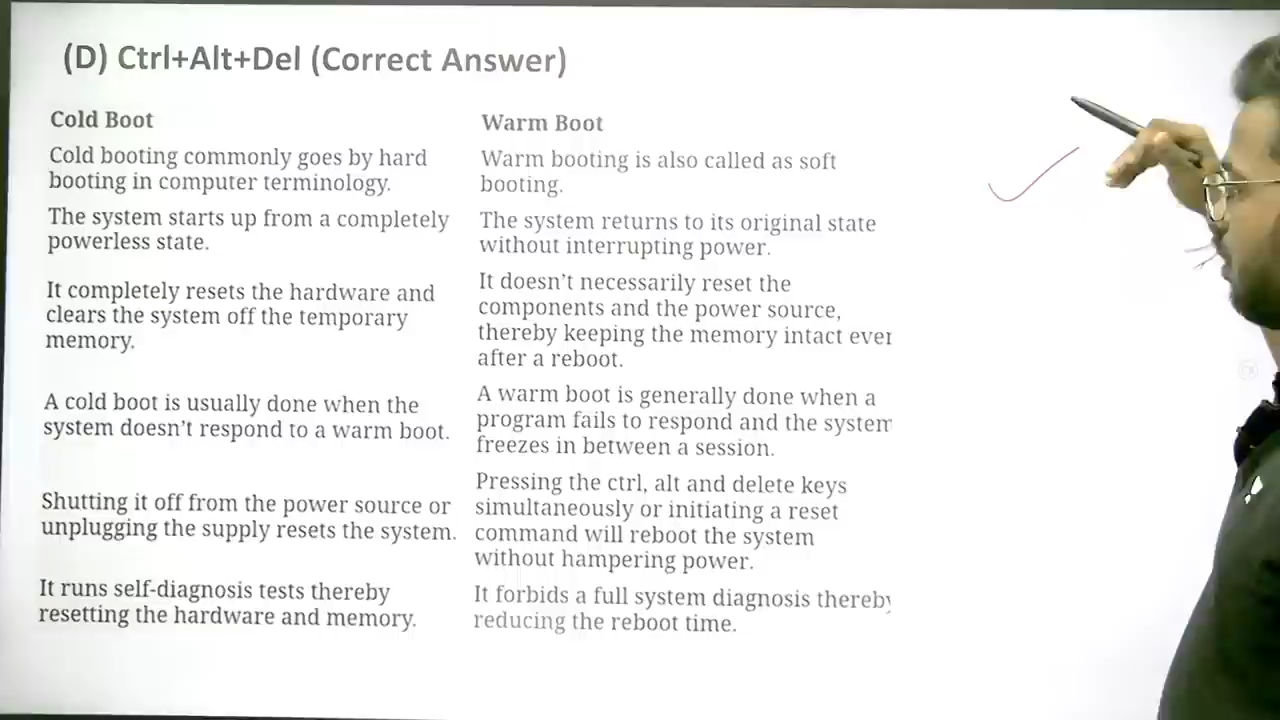 (D) Ctrl+Alt+Del (Correct Answer)
Cold Boot
Cold booting commonly goes by hard
booting in computer terminology.
The system starts up from a completely
powerless state.
It completely resets the hardware and
clears the system off the temporary
memory.
A cold boot is usually done when the
system doesn’t respond to a warm boot.
Shutting it off from the power source or
unplugging the supply resets the system.
It runs self-diagnosis tests thereby
resetting the hardware and memory.
Warm Boot
Warm booting is also called as soft
booting.
The system returns to its original state
without interrupting power.
It doesn’t necessarily reset the
components and the power source,
thereby keeping the memory intact ever
after a reboot.
A warm boot is generally done when a
program fails to respond and the system
freezes in between a session.
Pressing the ctrl, alt and delete keys
simultaneously or initiating a reset
command will reboot the system
without hampering power.
It forbids a full system diagnosis thereby
reducing the reboot time.